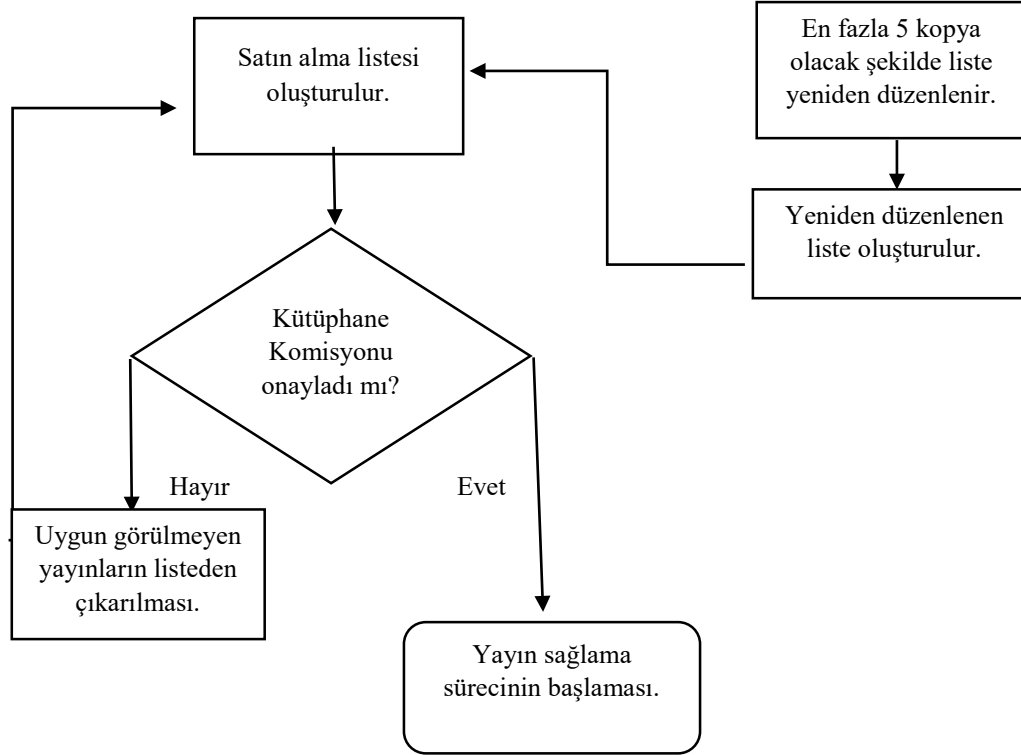 Satın alma listesi
oluşturulur.
En fazla 5 kopya
olacak şekilde liste
yeniden düzenlenir.
Yeniden düzenlenen
liste oluşturulur.
Kütüphane
Komisyonu
onayladı mı?
Hayır
Evet
Uygun görülmeyen
yayınların listeden
çıkarılması.
Yayın sağlama
sürecinin başlaması.